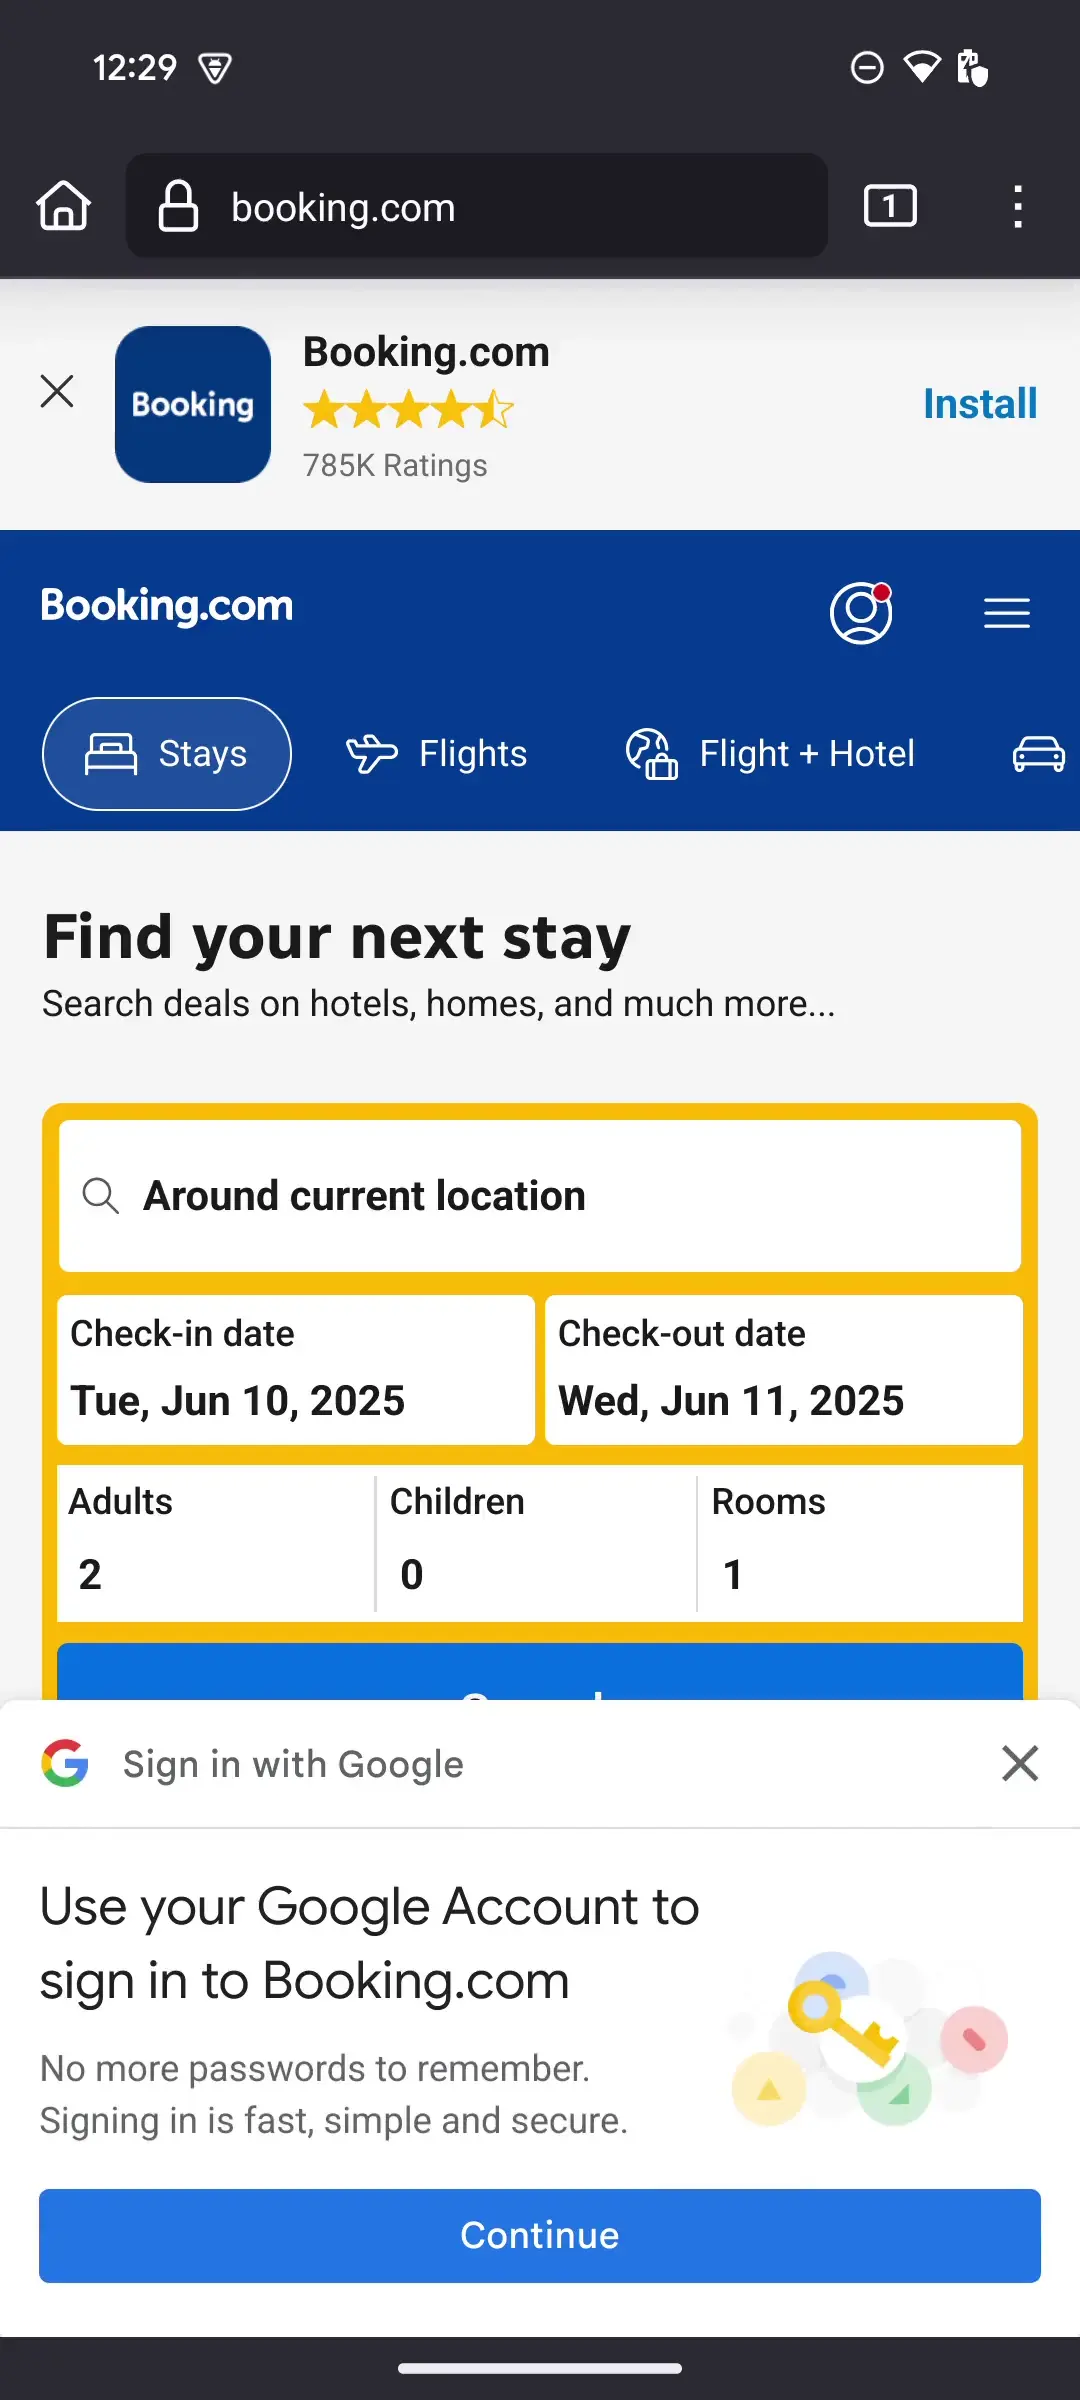 12:29
booking.com
1
Booking.com
Booking
785K Ratings
Install
Booking.com
Stays
Flights
Flight + Hotel
Find your next stay
Search deals on hotels, homes, and much more...
Around current location
Check-in date
Tue, Jun 10, 2025
Check-out date
Wed, Jun 11, 2025
Adults
2
Children
0
Rooms
1
Sign in with Google
Use your Google Account to
sign in to Booking.com
No more passwords to remember.
Signing in is fast, simple and secure.
Continue